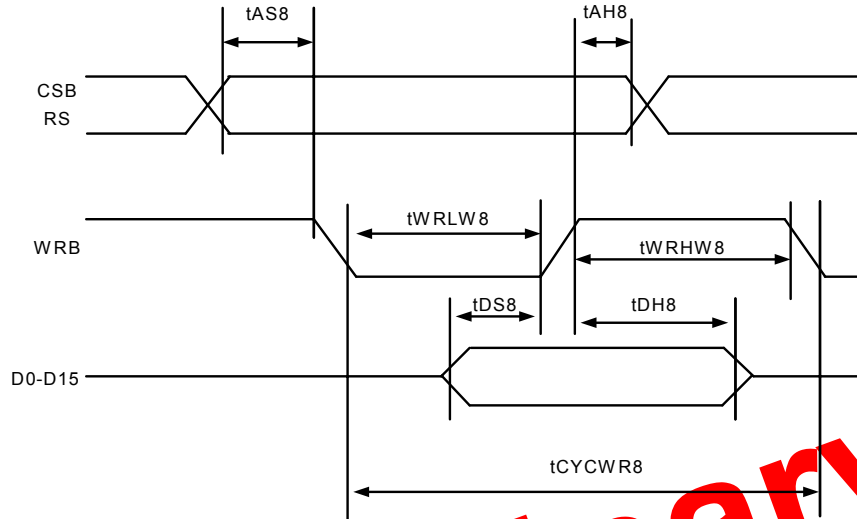 tAS8
tAH8
CSB
RS
WRB
tWRLW8
tWRHW8
tDS8
tDH8
D0-D15
tCYCWR8